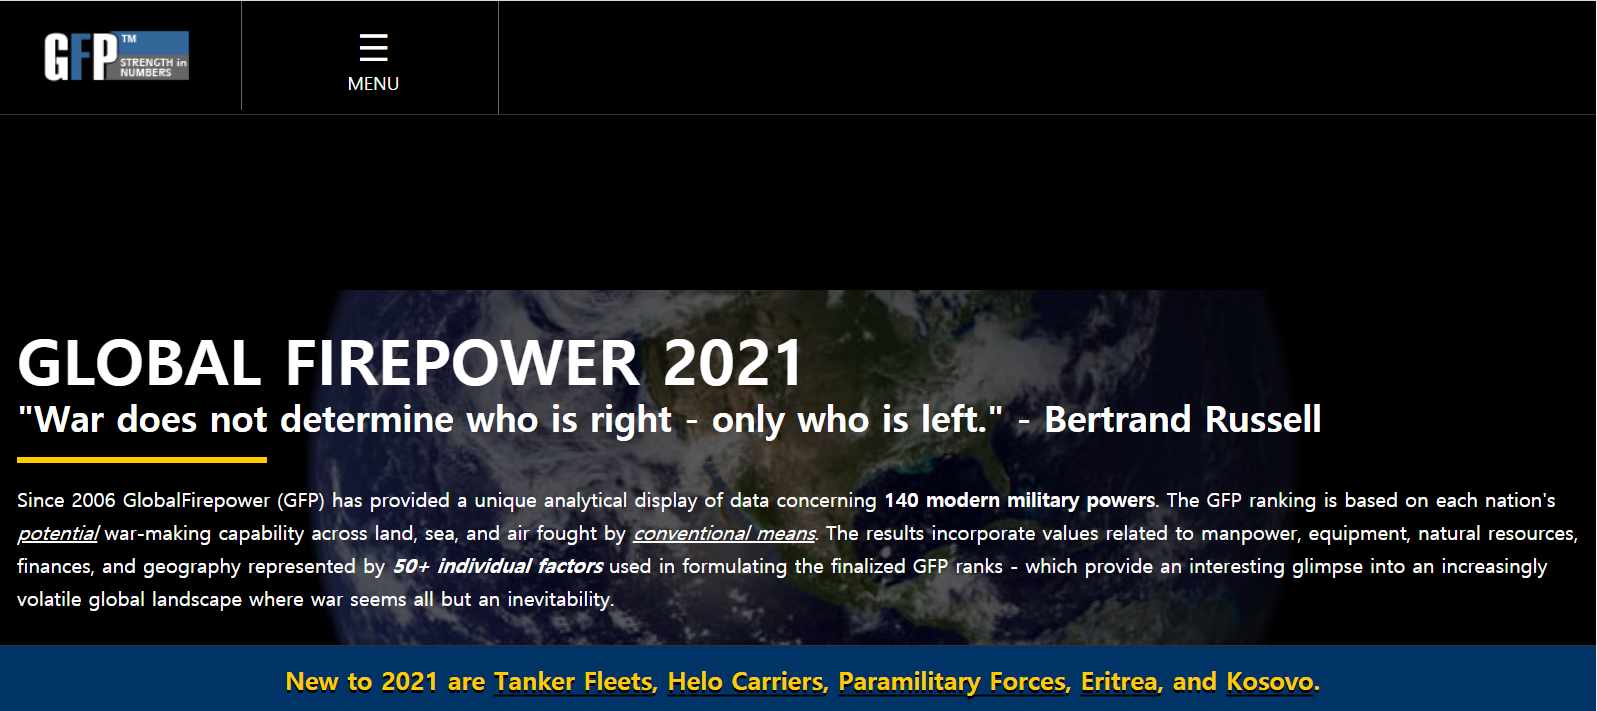 GFP™ STRENGTH in
NUMBERS
☰
MENU
GLOBAL FIREPOWER 2021
"War does not determine who is right - only who is left." - Bertrand Russell
Since 2006 GlobalFirepower (GFP) has provided a unique analytical display of data concerning 140 modern military powers. The GFP ranking is based on each nation's
potential war-making capability across land, sea, and air fought by conventional means. The results incorporate values related to manpower, equipment, natural resources,
finances, and geography represented by 50+ individual factors used in formulating the finalized GFP ranks - which provide an interesting glimpse into an increasingly
volatile global landscape where war seems all but an inevitability.
New to 2021 are Tanker Fleets, Helo Carriers, Paramilitary Forces, Eritrea, and Kosovo.